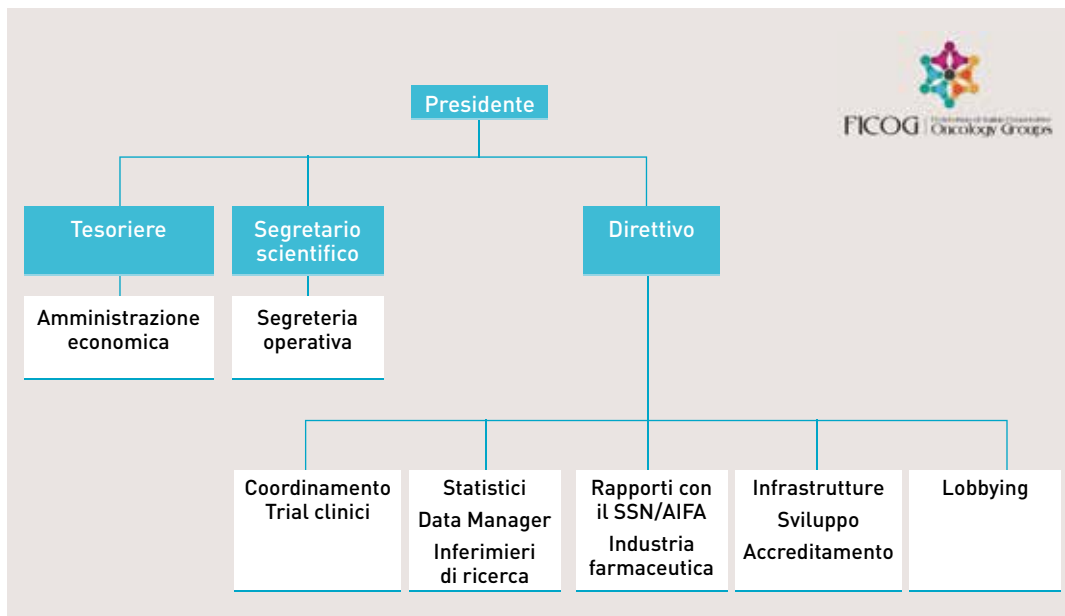 Presidente
FICOG
Oncology Groups
Tesoriere
Segretario
scientifico
Direttivo
Amministrazione
economica
Segreteria
operativa
Coordinamento
Trial clinici
Statistici
Data Manager
Inferimieri
di ricerca
Rapporti con
il SSN/AIFA
Industria
farmaceutica
Infrastrutture
Sviluppo
Accreditamento
Lobbying